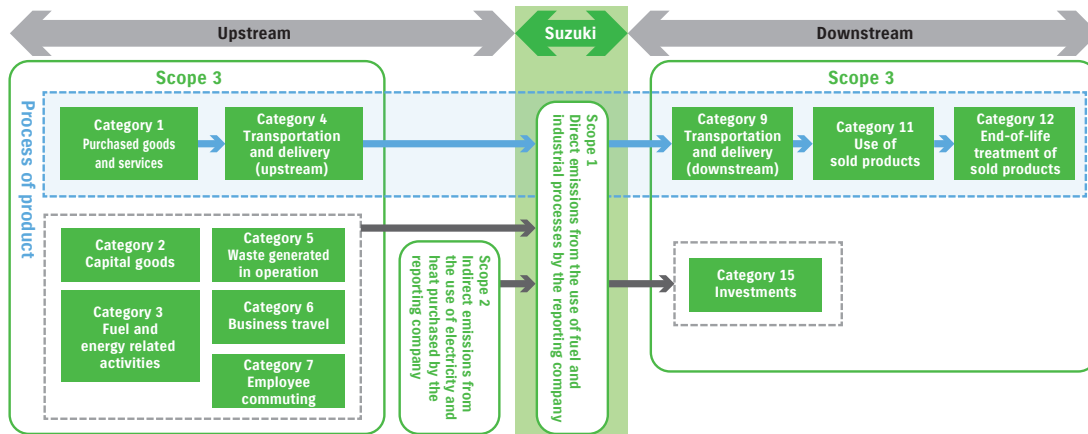 Upstream
Suzuki
Downstream
Scope 3
Process of product
Category 1
Purchased goods
and services
Category 4
Transportation
and delivery
(upstream)
Category 2
Capital goods
Category 5
Waste generated
in operation
Category 3
Fuel and
energy related
activities
Category 6
Business travel
Category 7
Employee
commuting
Scope 2
Indirect emissions from
the use of electricity and
heat purchased by the
reporting company
Scope 1
Direct emissions from the use of fuel and
industrial processes by the reporting company
Scope 3
Category 9
Transportation
and delivery
(downstream)
Category 11
Use of
sold products
Category 12
End-of-life
treatment of
sold products
Category 15
Investments